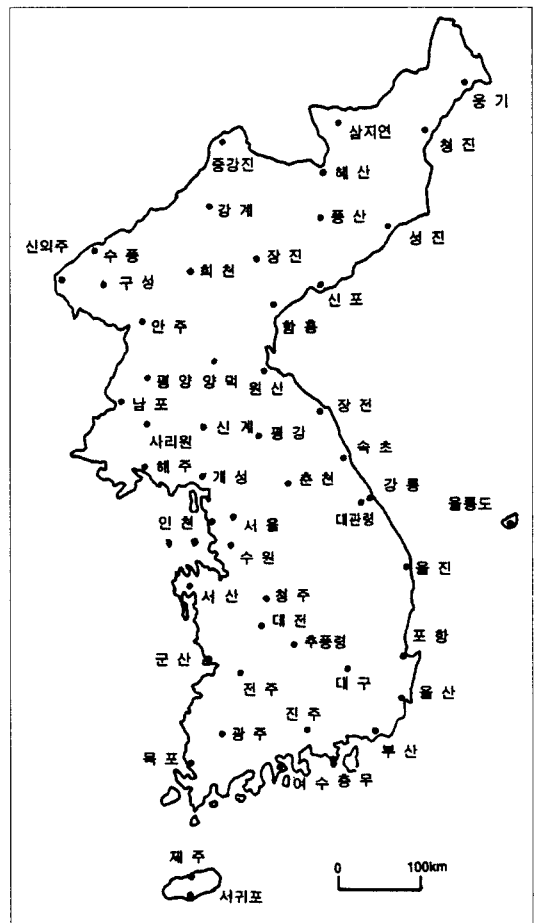 웅 기
삼지연
청 진
중강진
혜 산
강 계
풍 산
성 진
신의주
수 풍
장 진
희 천
구 성
신 포
함 흥
안 주
평 양 양 덕
원 산
남 포
장 전
신 계
평 강
사리원
속 초
해 주
개 성
춘 천
강 릉
울릉도
대관령
인 천
서 울
수 원
울 진
서 산
청 주
대 전
추풍령
포 항
군 산
대 구
전 주
울 산
진 주
광 주
부 산
목 포
여 수 충 무
제 주
서귀포
0 100km